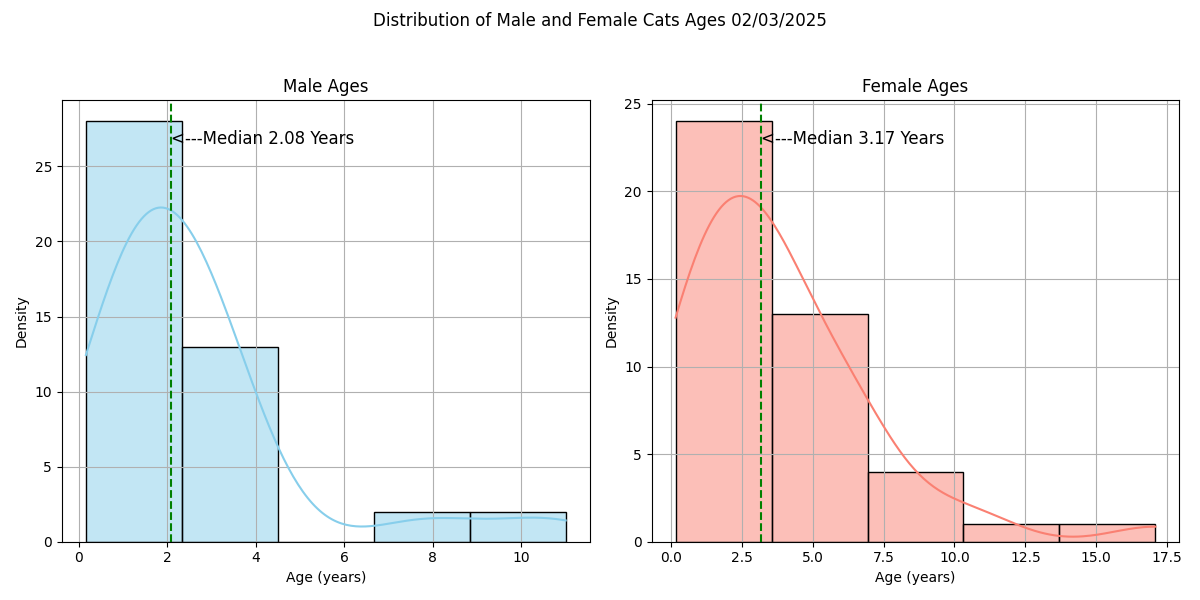 Distribution of Male and Female Cats Ages 02/03/2025
Male Ages
<---Median 2.08 Years
Density
25
20
15
10
5
0
0 2 4 6 8 10
Age (years)
Female Ages
<---Median 3.17 Years
Density
25
20
15
10
5
0
0.0 2.5 5.0 7.5 10.0 12.5 15.0 17.5
Age (years)